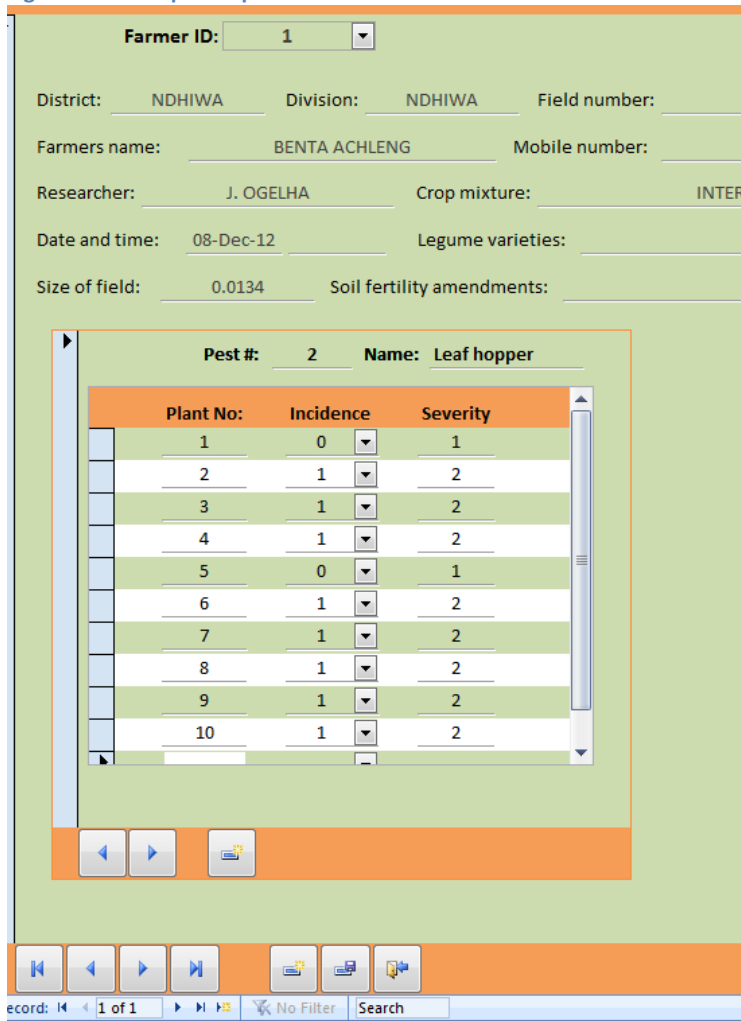 Farmer ID: 1
District: NDHIWA Division: NDHIWA Field number:
Farmers name: BENTA ACHLENG Mobile number:
Researcher: J. OGELHA Crop mixture: INTER
Date and time: 08-Dec-12 Legume varieties:
Size of field: 0.0134 Soil fertility amendments:
Pest #: 2 Name: Leaf hopper
Plant No: Incidence Severity
1 0 1
2 1 2
3 1 2
4 1 2
5 0 1
6 1 2
7 1 2
8 1 2
9 1 2
10 1 2
ecord: 1 of 1 No Filter Search